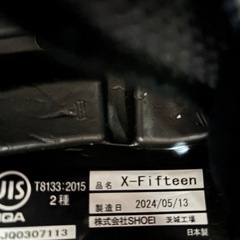 JIS
T8133:2015
2種
JQA
JQ0307113
品名 X-Fifteen
製造日 2024/05/13
株式会社SHOEI 茨城工場
日本製